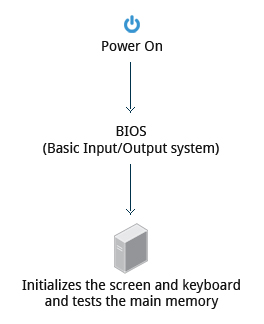 Power On
BIOS
(Basic Input/Output system)
Initializes the screen and keyboard
and tests the main memory